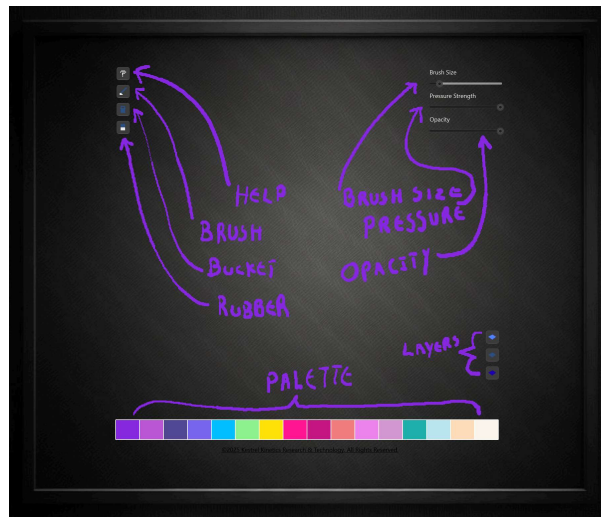 ?
Brush Size
Pressure Strength
Opacity
HELP
BRUSH
BUCKET
RUBBER
BRUSH SIZE
PRESSURE
OPACITY
LAYERS
PALETTE